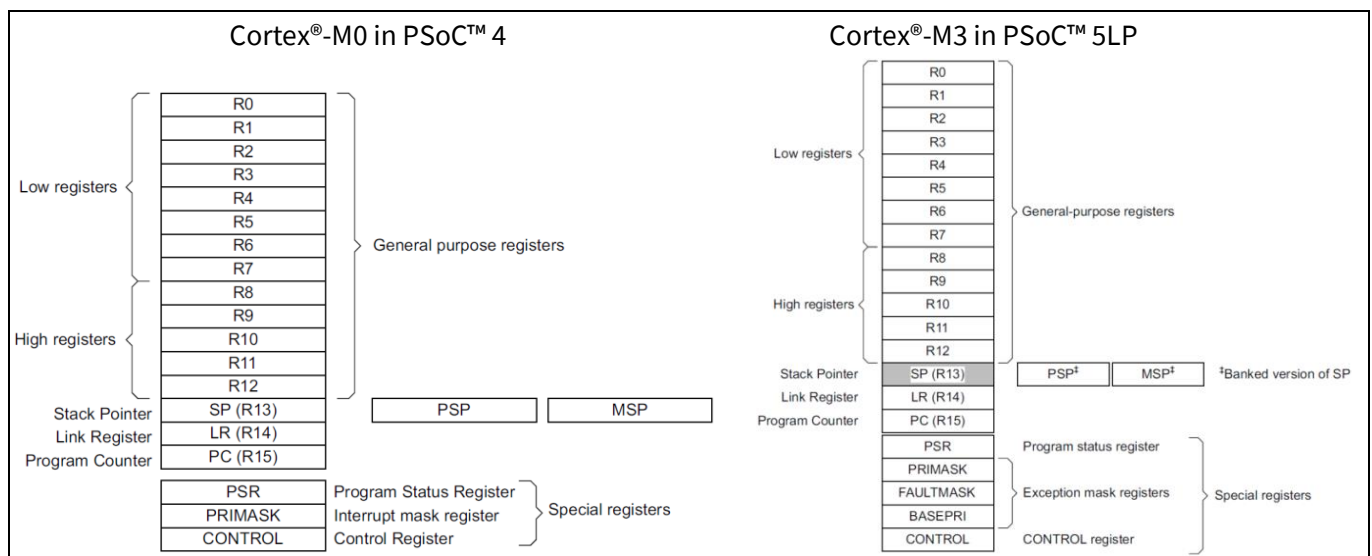 Cortex®-M0 in PSoC™ 4
R0
R1
R2
R3
Low registers
R4
R5
R6
General purpose registers
R7
R8
R9
High registers
R10
R11
R12
Stack Pointer SP (R13) PSP MSP
Link Register LR (R14)
Program Counter PC (R15)
PSR Program Status Register
PRIMASK Interrupt mask register Special registers
CONTROL Control Register
Cortex®-M3 in PSoC™ 5LP
R0
R1
R2
R3
Low registers
R4
R5
R6 General-purpose registers
R7
R8
R9
High registers R10
R11
R12
Stack Pointer SP (R13) PSP‡ MSP‡ ‡Banked version of SP
Link Register LR (R14)
Program Counter PC (R15)
PSR Program status register
PRIMASK
FAULTMASK Exception mask registers Special registers
BASEPRI
CONTROL CONTROL register